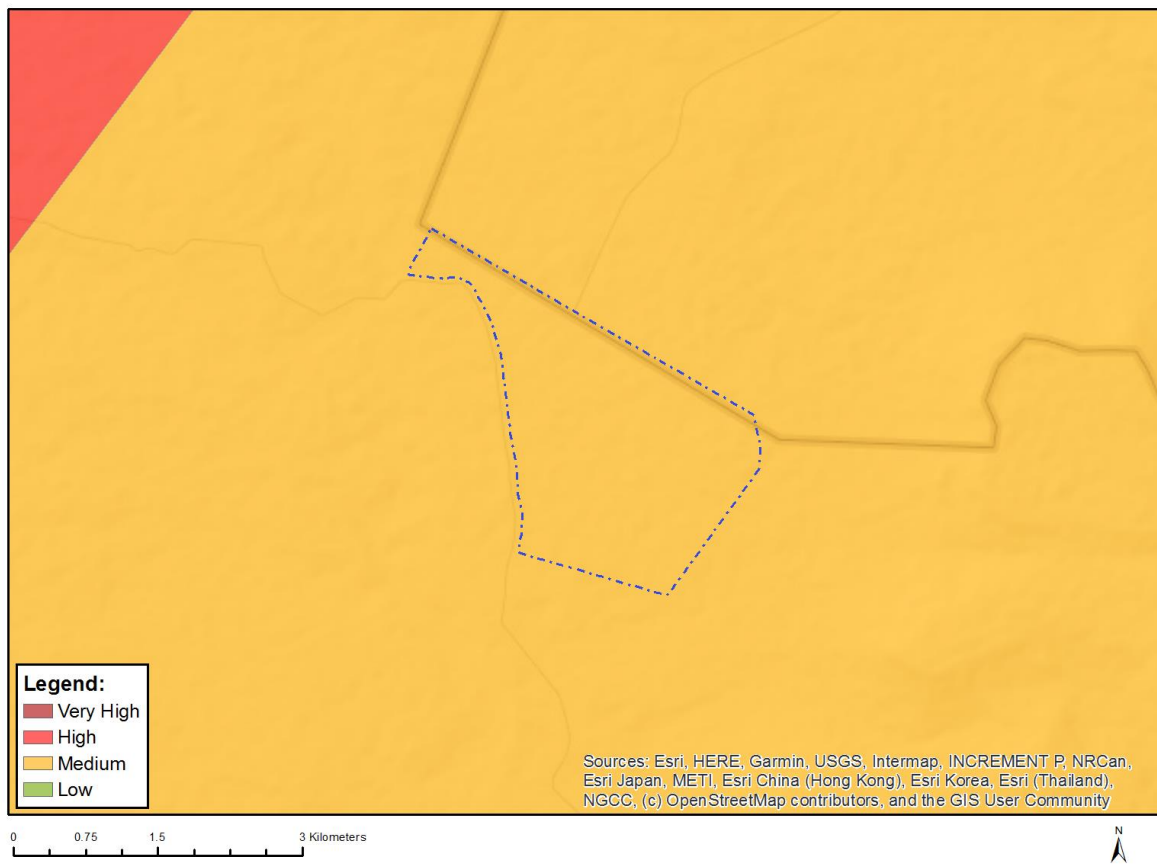 Legend:
Very High
High
Medium
Low
Sources: Esri, HERE, Garmin, USGS, Intermap, INCREMENT P, NRCan,
Esri Japan, METI, Esri China (Hong Kong), Esri Korea, Esri (Thailand),
NGCC, (c) OpenStreetMap contributors, and the GIS User Community
0 0.75 1.5 3 Kilometers
N